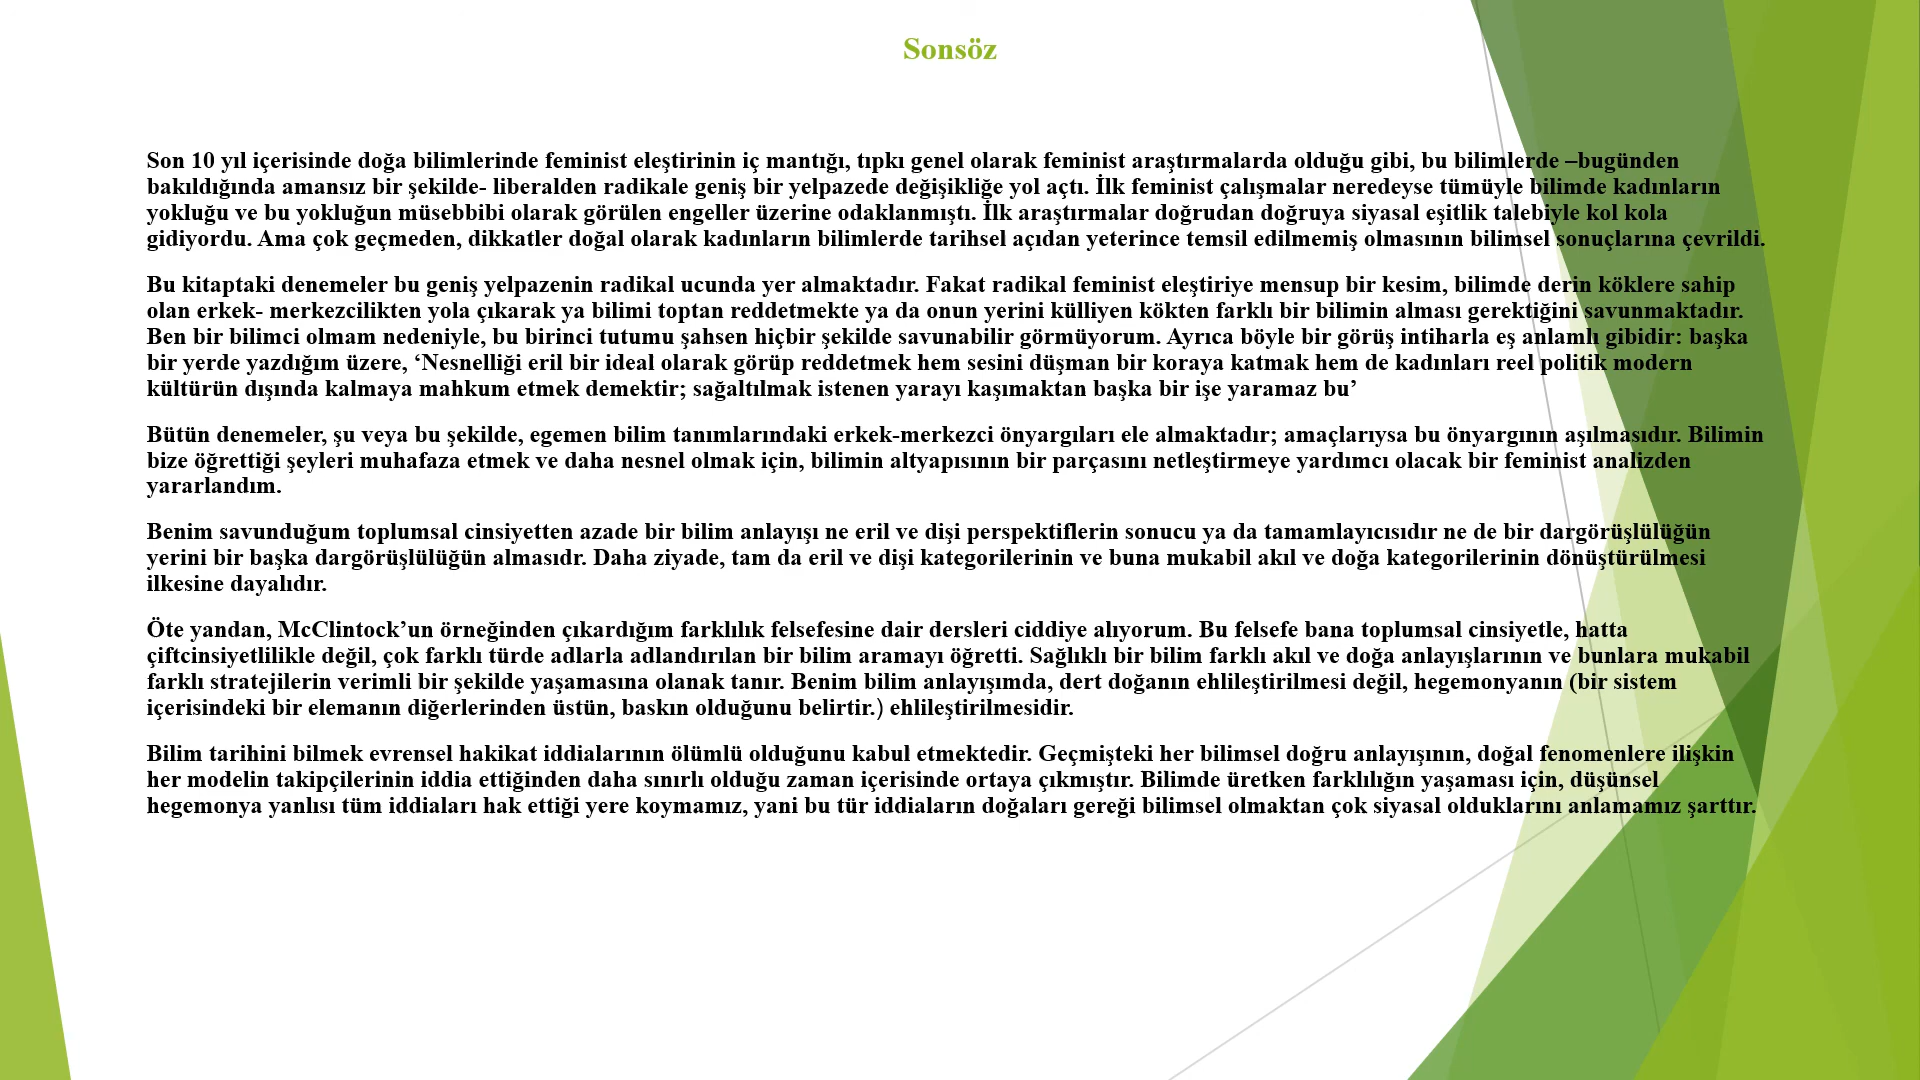 Sonsöz
Son 10 yıl içerisinde doğa bilimlerinde feminist eleştirinin iç mantığı, tıpkı genel olarak feminist araştırmalarda olduğu gibi, bu bilimlerde –bugünden
bakıldığında amansız bir şekilde- liberalden radikale geniş bir yelpazede değişikliğe yol açtı. İlk feminist çalışmalar neredeyse tümüyle bilimde kadınların
yokluğu ve bu yokluğun müsebbibi olarak görülen engeller üzerine odaklanmıştı. İlk araştırmalar doğrudan doğruya siyasal eşitlik talebiyle kol kola
gidiyordu. Ama çok geçmeden, dikkatler doğal olarak kadınların bilimlerde tarihsel açıdan yeterince temsil edilmemiş olmasının bilimsel sonuçlarına çevrildi.
Bu kitaptaki denemeler bu geniş yelpazenin radikal ucunda yer almaktadır. Fakat radikal feminist eleştiriye mensup bir kesim, bilimde derin köklere sahip
olan erkek- merkezcilikten yola çıkarak ya bilimi toptan reddetmekte ya da onun yerini külliyen kökten farklı bir bilimin alması gerektiğini savunmaktadır.
Ben bir bilimci olmam nedeniyle, bu birinci tutumu şahsen hiçbir şekilde savunabilir görmüyorum. Ayrıca böyle bir görüş intiharla eş anlamlı gibidir: başka
bir yerde yazdığım üzere, ‘Nesnelliği eril bir ideal olarak görüp reddetmek hem sesini düşman bir koraya katmak hem de kadınları reel politik modern
kültürün dışında kalmaya mahkum etmek demektir; sağaltılmak istenen yarayı kaşımaktan başka bir işe yaramaz bu’
Bütün denemeler, şu veya bu şekilde, egemen bilim tanımlarındaki erkek-merkezci önyargıları ele almaktadır; amaçlarıysa bu önyargının aşılmasıdır. Bilimin
bize öğrettiği şeyleri muhafaza etmek ve daha nesnel olmak için, bilimin altyapısının bir parçasını netleştirmeye yardımcı olacak bir feminist analizden
yararlandım.
Benim savunduğum toplumsal cinsiyetten azade bir bilim anlayışı ne eril ve dişi perspektiflerin sonucu ya da tamamlayıcısıdır ne de bir dargörüşlülüğün
yerini bir başka dargörüşlülüğün almasıdr. Daha ziyade, tam da eril ve dişi kategorilerinin ve buna mukabil akıl ve doğa kategorilerinin dönüştürülmesi
ilkesine dayalıdır.
Öte yandan, McClintock’un örneğinden çıkardığım farklılık felsefesine dair dersleri ciddiye alıyorum. Bu felsefe bana toplumsal cinsiyetle, hatta
çiftcinsiyetlilikle değil, çok farklı türde adlarla adlandırılan bir bilim aramayı öğretti. Sağlıklı bir bilim farklı akıl ve doğa anlayışlarının ve bunlara mukabil
farklı stratejilerin verimli bir şekilde yaşamasına olanak tanır. Benim bilim anlayışımda, dert doğanın ehlileştirilmesi değil, hegemonyanın (bir sistem
içerisindeki bir elemanın diğerlerinden üstün, baskın olduğunu belirtir.) ehlileştirilmesidir.
Bilim tarihini bilmek evrensel hakikat iddialarının ölümlü olduğunu kabul etmektedir. Geçmişteki her bilimsel doğru anlayışının, doğal fenomenlere ilişkin
her modelin takipçilerinin iddia ettiğinden daha sınırlı olduğu zaman içerisinde ortaya çıkmıştır. Bilimde üretken farklılığın yaşaması için, düşünsel
hegemonya yanlısı tüm iddiaları hak ettiği yere koymamız, yani bu tür iddiaların doğaları gereği bilimsel olmaktan çok siyasal olduklarını anlamamız şarttır.